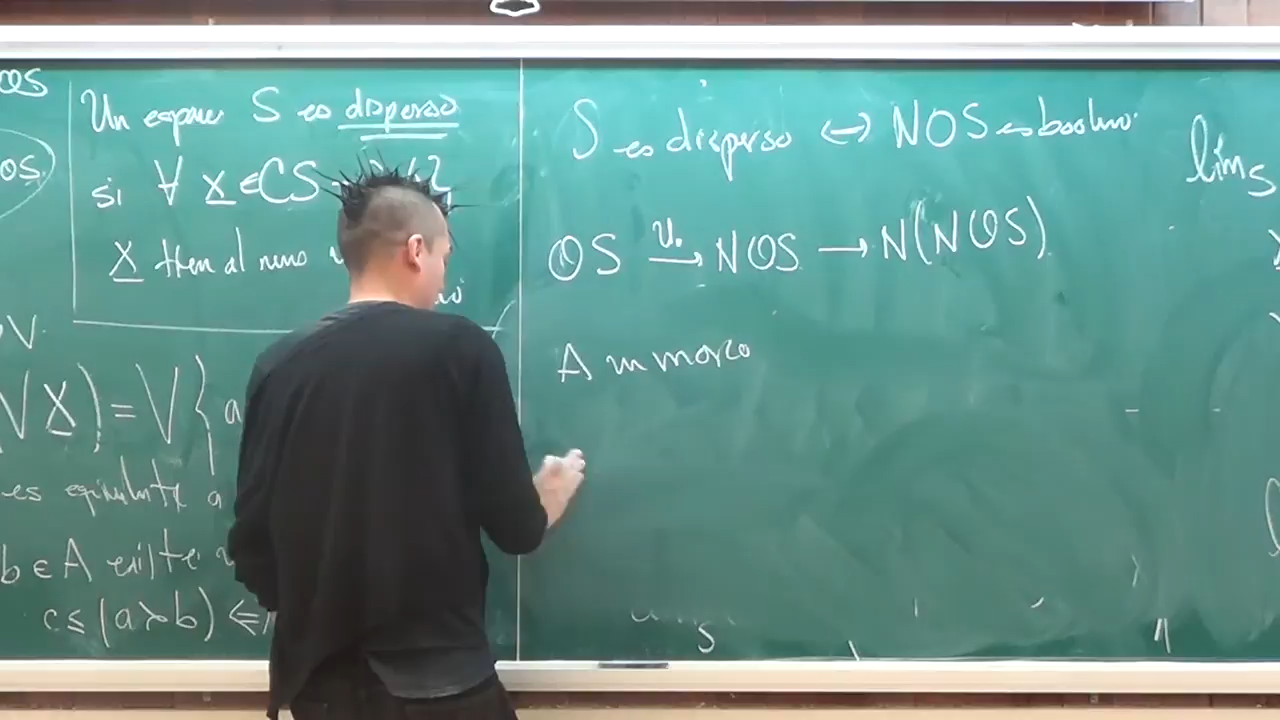 OS
OS.
Un espacio S es disperso
si ∀ X ∈ CS
X tiene al menos
V
V X) = V{ a
es equivalente a
b ∈ A existe
c ≤ (a ≻ b) ⇔
S es disperso ↔ NOS es booleano.
OS →^{U.} NOS → N(NOS).
A un marco
S
lím S